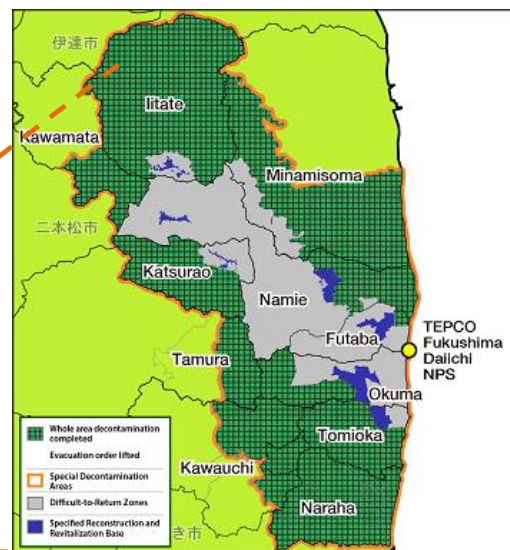 伊達市
Iitate
Kawamata
Minamisoma
二本松市
Katsurao
Namie
Futaba
TEPCO
Fukushima
Daiichi
NPS
Tamura
Okuma
Tomioka
Kawauchi
Naraha
き市
Whole area decontamination
completed
Evacuation order lifted
Special Decontamination
Areas
Difficult-to-Return Zones
Specified Reconstruction and
Revitalization Base